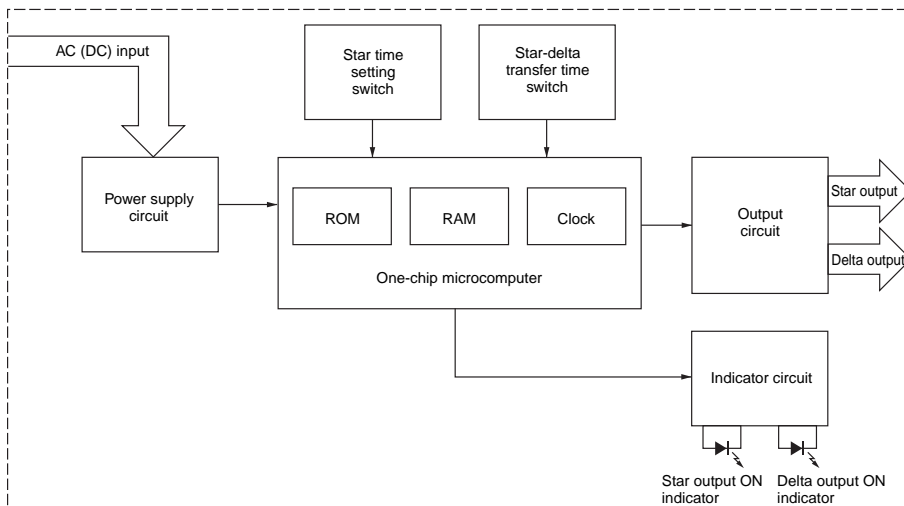 AC (DC) input
Star time
setting
switch
Star-delta
transfer time
switch
Power supply
circuit
ROM
RAM
Clock
One-chip microcomputer
Output
circuit
Star output
Delta output
Indicator circuit
Star output ON
indicator
Delta output ON
indicator